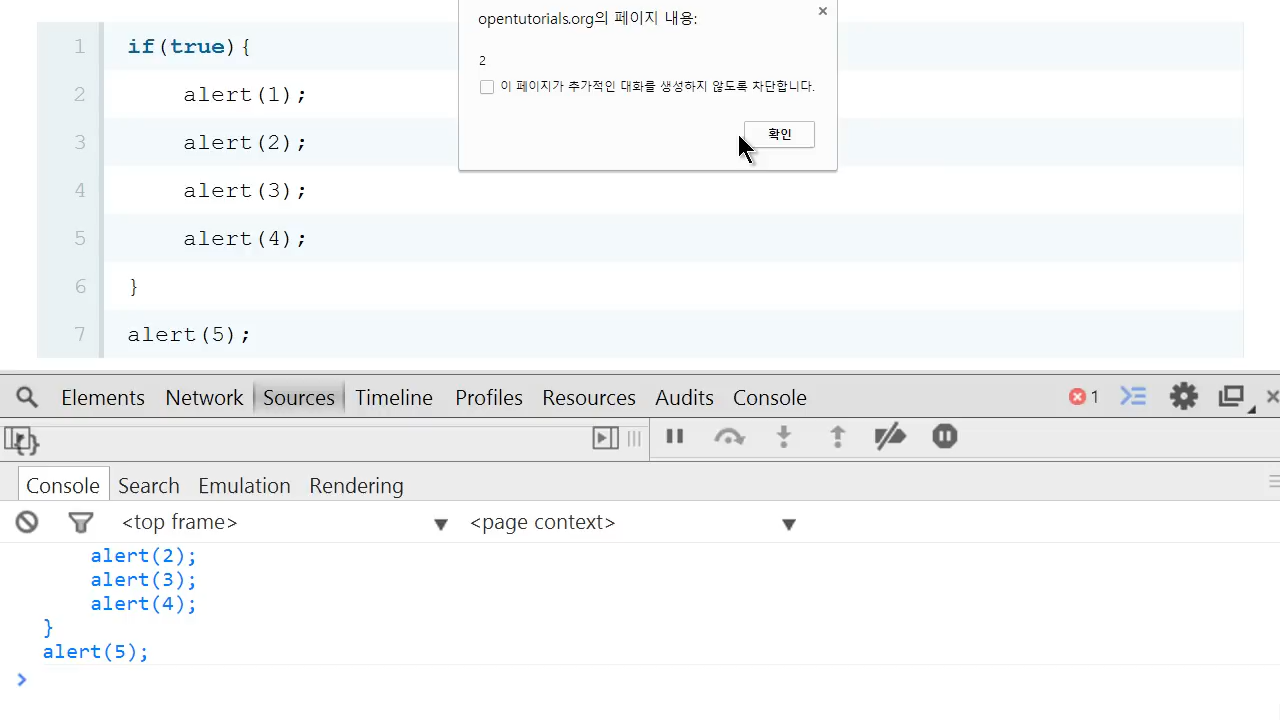 opentutorials.org의 페이지 내용:
2
이 페이지가 추가적인 대화를 생성하지 않도록 차단합니다.
확인
1 if(true){
2 alert(1);
3 alert(2);
4 alert(3);
5 alert(4);
6 }
7 alert(5);
Elements Network Sources Timeline Profiles Resources Audits Console 1
Console Search Emulation Rendering
<top frame> <page context>
alert(2);
alert(3);
alert(4);
}
alert(5);